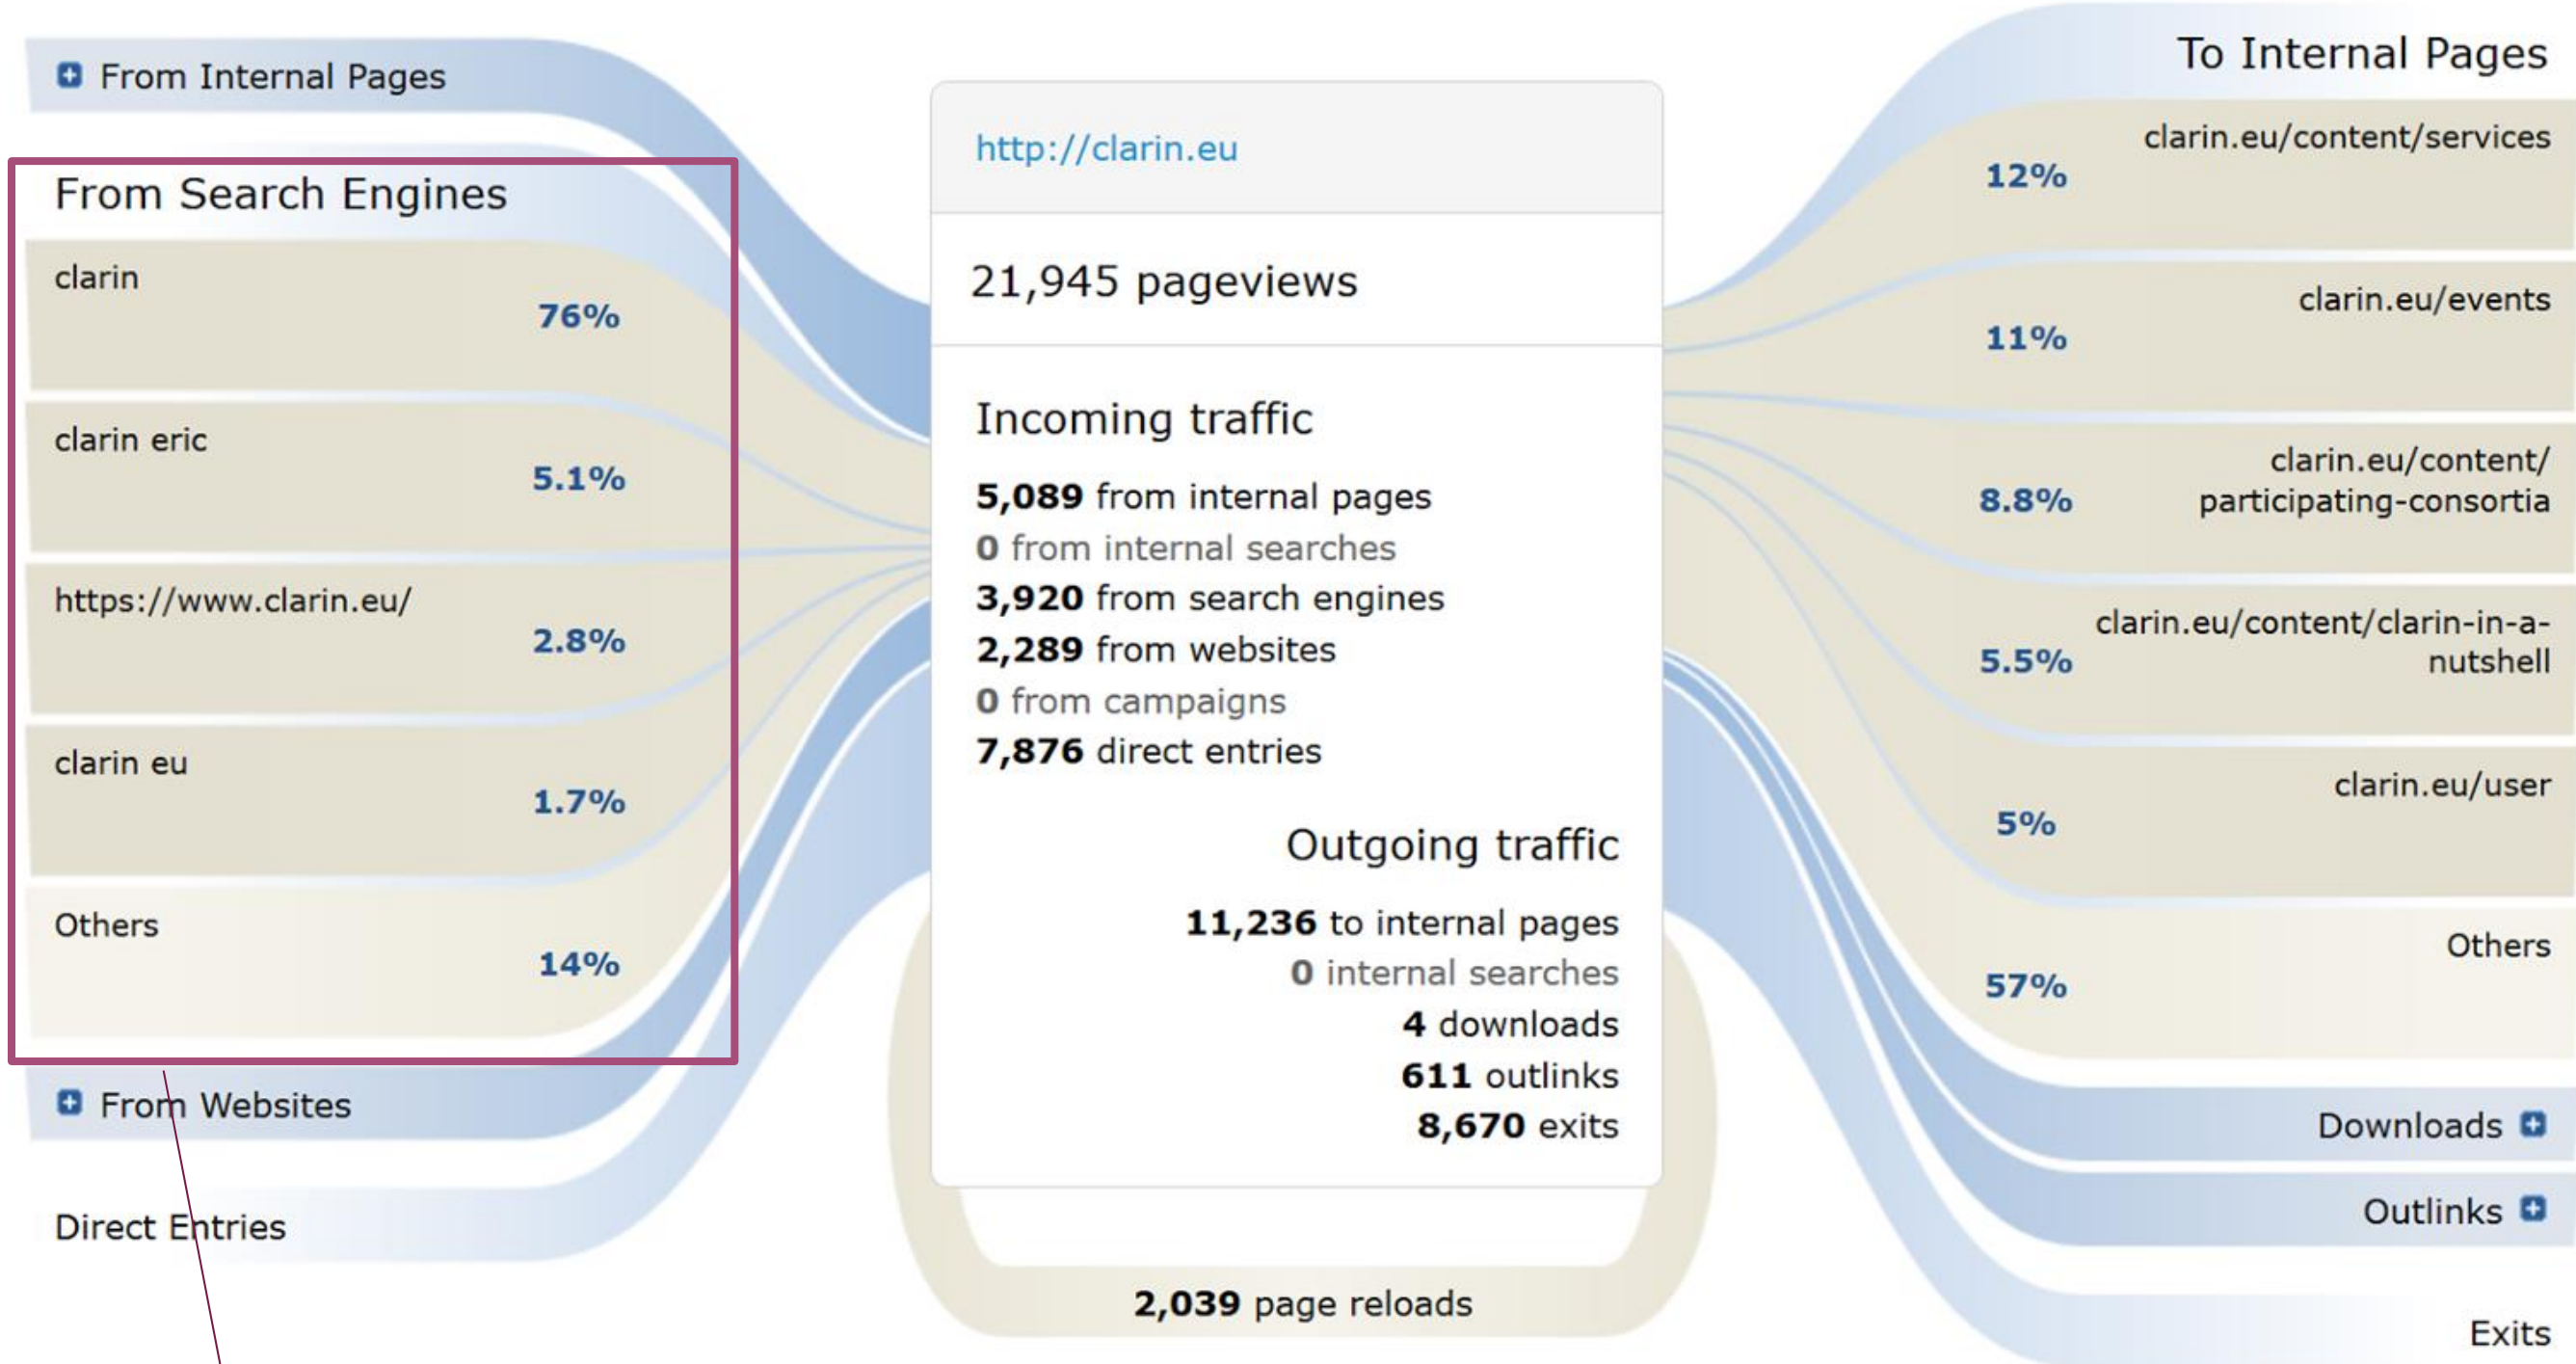 From Internal Pages
From Search Engines
clarin
76%
clarin eric
5.1%
https://www.clarin.eu/
2.8%
clarin eu
1.7%
Others
14%
From Websites
Direct Entries
http://clarin.eu
21,945 pageviews
Incoming traffic
5,089 from internal pages
0 from internal searches
3,920 from search engines
2,289 from websites
0 from campaigns
7,876 direct entries
Outgoing traffic
11,236 to internal pages
0 internal searches
4 downloads
611 outlinks
8,670 exits
2,039 page reloads
To Internal Pages
clarin.eu/content/services
12%
clarin.eu/events
11%
clarin.eu/content/
participating-consortia
8.8%
clarin.eu/content/clarin-in-a-
nutshell
5.5%
clarin.eu/user
5%
Others
57%
Downloads
Outlinks
Exits